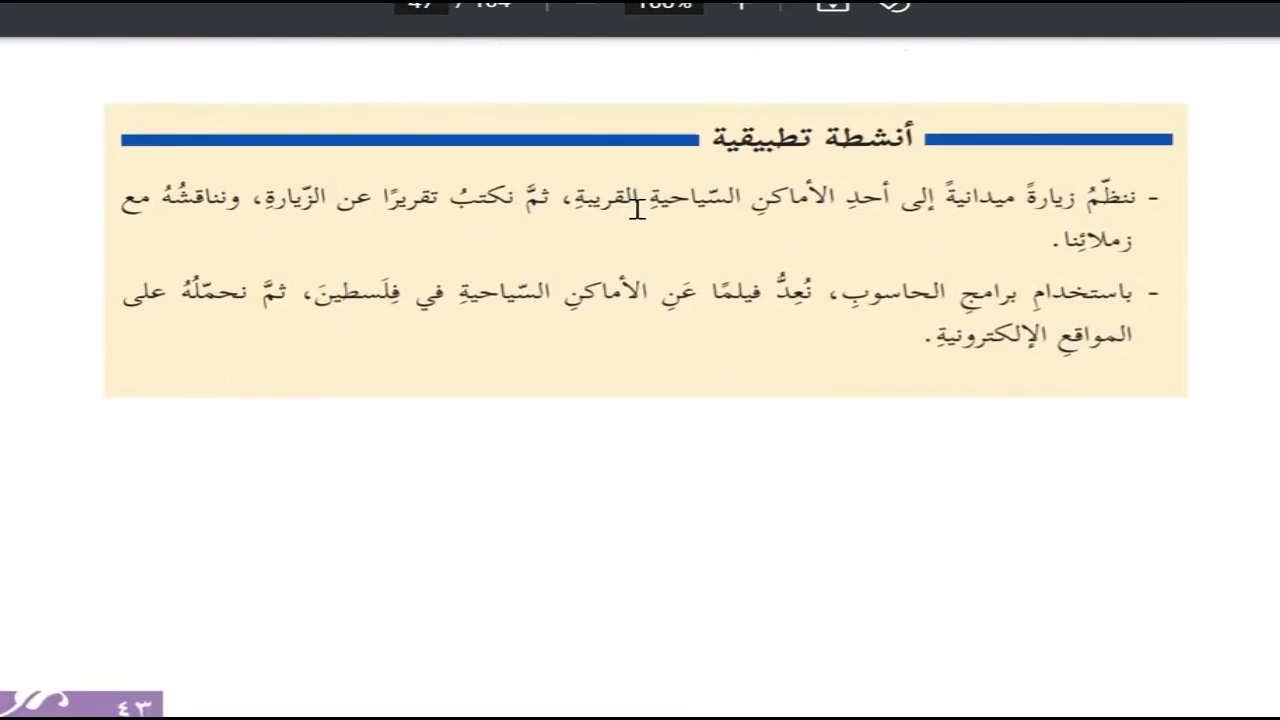 أنشطة تطبيقية
- ننظّمُ زيارةً ميدانيةً إلى أحدِ الأماكنِ السّياحيةِ القريبةِ، ثمَّ نكتبُ تقريرًا عن الزّيارةِ، ونناقشُهُ مع
زملائِنا.
- باستخدامِ برامجِ الحاسوبِ، نُعِدُّ فيلمًا عَنِ الأماكنِ السّياحيةِ في فِلَسطينَ، ثمَّ نحمّلُهُ على
المواقعِ الإلكترونيةِ.
٤٣